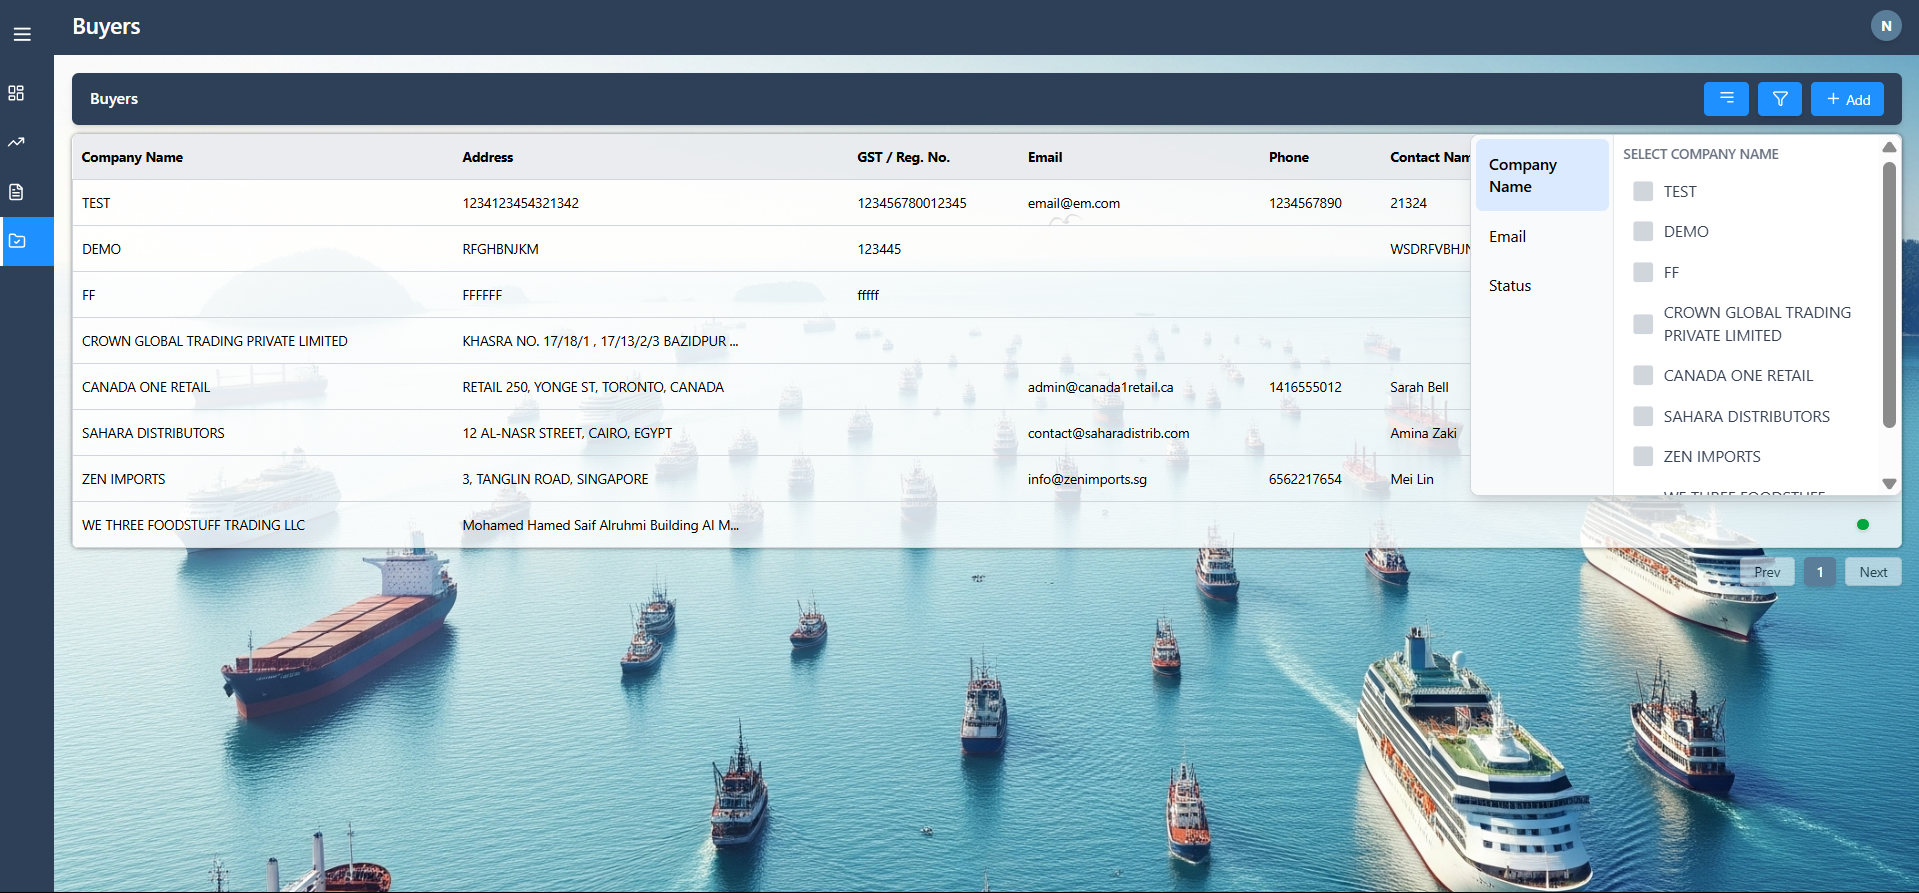 Buyers
N
Buyers
Add
Company Name Address GST / Reg. No. Email Phone Contact
TEST 1234123454321342 123456780012345 email@em.com 1234567890 21324
DEMO RFGHBNJKM 123445
FF FFFFFF fffff
CROWN GLOBAL TRADING PRIVATE LIMITED KHASRA NO. 17/18/1 , 17/13/2/3 BAZIDPUR ...
CANADA ONE RETAIL RETAIL 250, YONGE ST, TORONTO, CANADA admin@canada1retail.ca 1416555012 Sarah Bell
SAHARA DISTRIBUTORS 12 AL-NASR STREET, CAIRO, EGYPT contact@saharadistrib.com Amina Zaki
ZEN IMPORTS 3, TANGLIN ROAD, SINGAPORE info@zenimports.sg 6562217654 Mei Lin
WE THREE FOODSTUFF TRADING LLC Mohamed Hamed Saif Alruhmi Building Al M...
Company
Name
Email
Status
SELECT COMPANY NAME
TEST
DEMO
FF
CROWN GLOBAL TRADING
PRIVATE LIMITED
CANADA ONE RETAIL
SAHARA DISTRIBUTORS
ZEN IMPORTS
WE THREE FOODSTUFF
Prev 1 Next